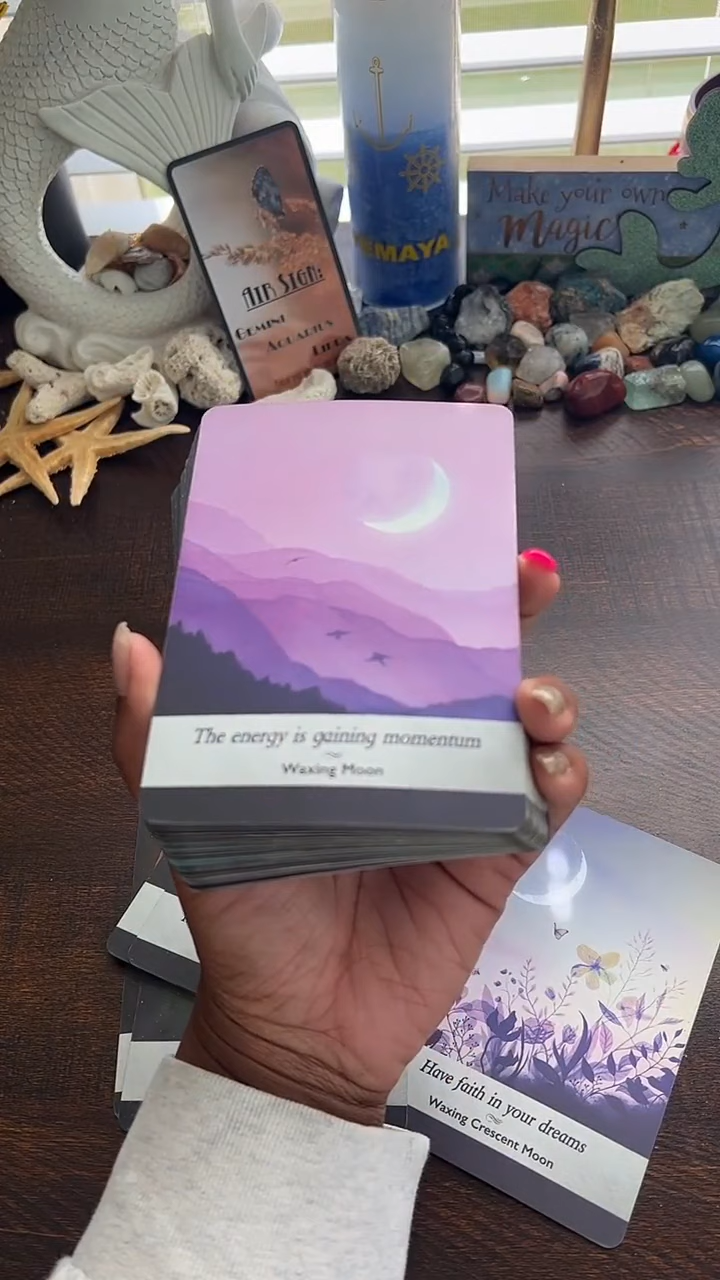 Make your own
Magic
EMAYA
AIR SIGN:
GEMINI
AQUARIUS
LIBRA
The energy is gaining momentum
Waxing Moon
Have faith in your dreams
Waxing Crescent Moon